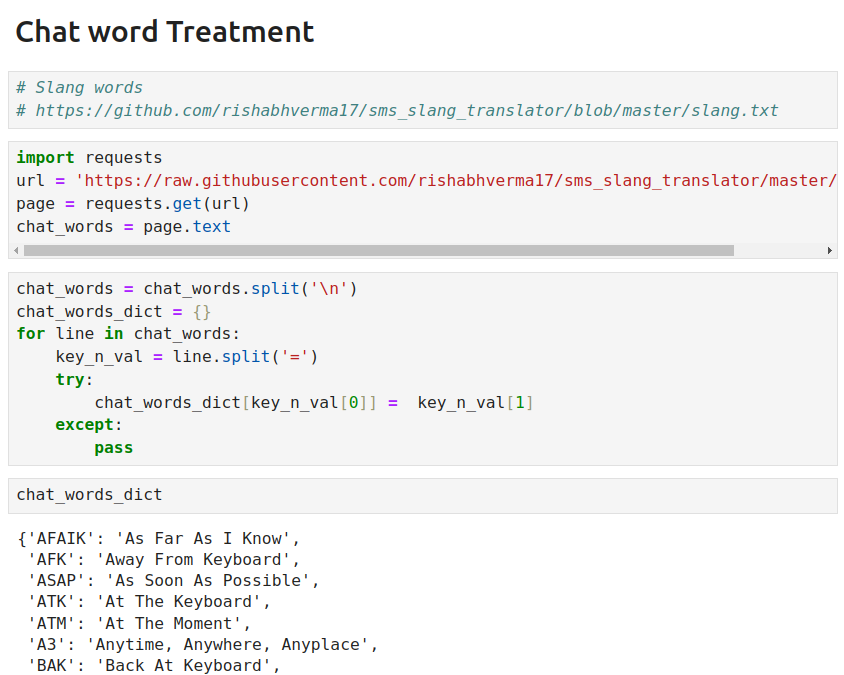 Chat word Treatment
# Slang words
# https://github.com/rishabhverma17/sms_slang_translator/blob/master/slang.txt
import requests
url = 'https://raw.githubusercontent.com/rishabhverma17/sms_slang_translator/master/
page = requests.get(url)
chat_words = page.text
chat_words = chat_words.split('\n')
chat_words_dict = {}
for line in chat_words:
    key_n_val = line.split('=')
    try:
        chat_words_dict[key_n_val[0]] =  key_n_val[1]
    except:
        pass
chat_words_dict
{'AFAIK': 'As Far As I Know',
 'AFK': 'Away From Keyboard',
 'ASAP': 'As Soon As Possible',
 'ATK': 'At The Keyboard',
 'ATM': 'At The Moment',
 'A3': 'Anytime, Anywhere, Anyplace',
 'BAK': 'Back At Keyboard',